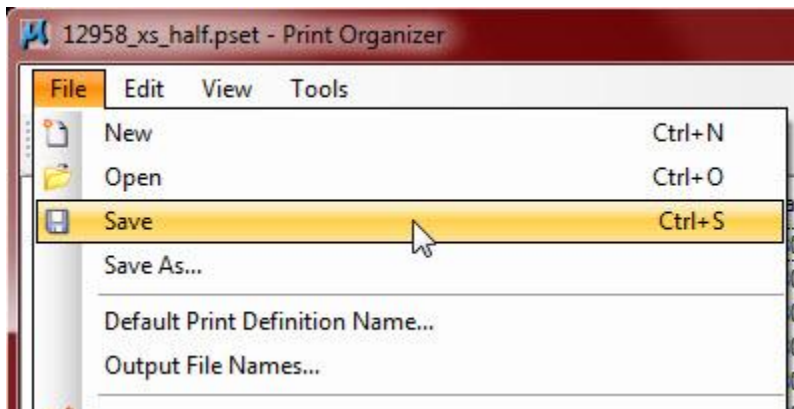 12958_xs_half.pset - Print Organizer
File Edit View Tools
New Ctrl+N
Open Ctrl+O
Save Ctrl+S
Save As...
Default Print Definition Name...
Output File Names...